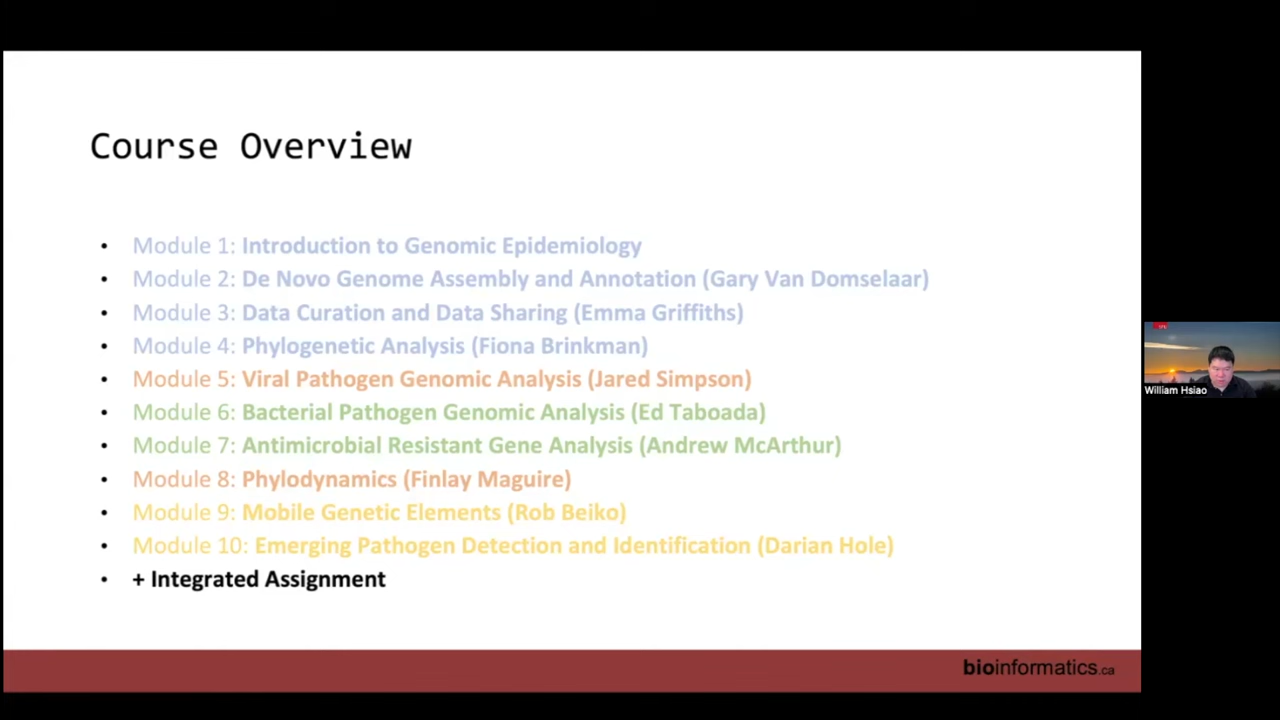 Course Overview
• Module 1: Introduction to Genomic Epidemiology
• Module 2: De Novo Genome Assembly and Annotation (Gary Van Domselaar)
• Module 3: Data Curation and Data Sharing (Emma Griffiths)
• Module 4: Phylogenetic Analysis (Fiona Brinkman)
• Module 5: Viral Pathogen Genomic Analysis (Jared Simpson)
• Module 6: Bacterial Pathogen Genomic Analysis (Ed Taboada)
• Module 7: Antimicrobial Resistant Gene Analysis (Andrew McArthur)
• Module 8: Phylodynamics (Finlay Maguire)
• Module 9: Mobile Genetic Elements (Rob Beiko)
• Module 10: Emerging Pathogen Detection and Identification (Darian Hole)
• + Integrated Assignment
William Hsiao
bioinformatics.ca